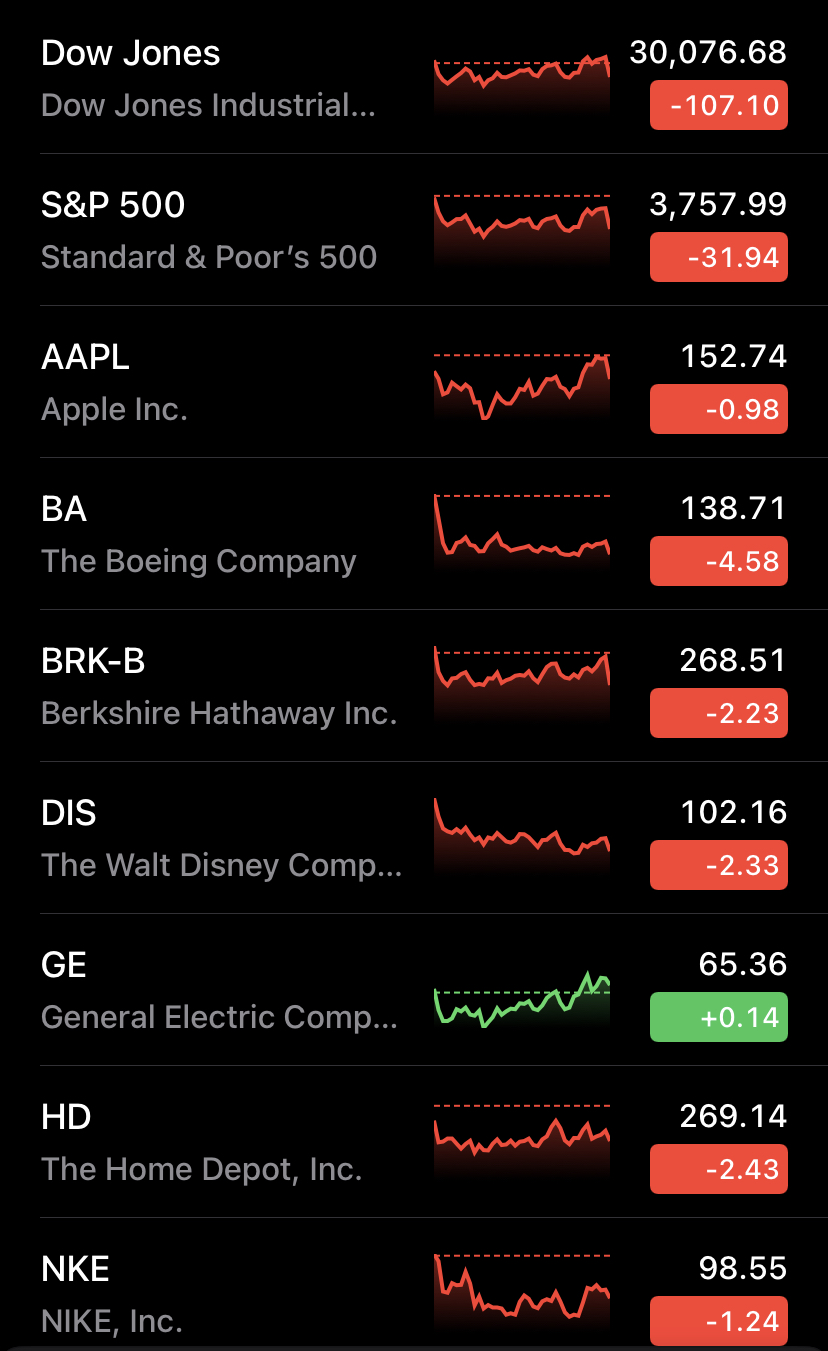 Dow Jones
30,076.68
Dow Jones Industrial...
-107.10
S&P 500
3,757.99
Standard & Poor’s 500
-31.94
AAPL
152.74
Apple Inc.
-0.98
BA
138.71
The Boeing Company
-4.58
BRK-B
268.51
Berkshire Hathaway Inc.
-2.23
DIS
102.16
The Walt Disney Comp...
-2.33
GE
65.36
General Electric Comp...
+0.14
HD
269.14
The Home Depot, Inc.
-2.43
NKE
98.55
NIKE, Inc.
-1.24